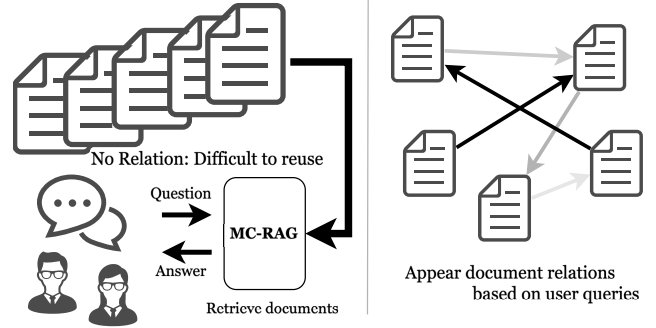 No Relation: Difficult to reuse
Question
MC-RAG
Answer
Retrieve documents
Appear document relations
based on user queries